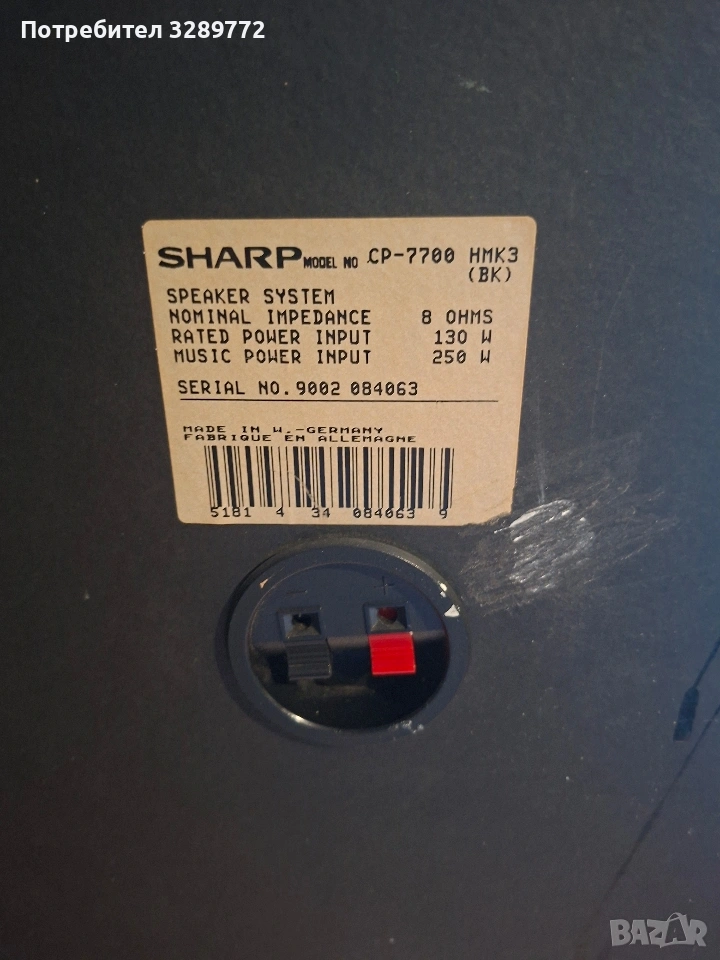 Потребител 3289772
SHARP MODEL NO. CP-7700 HMK3
(BK)
SPEAKER SYSTEM
NOMINAL IMPEDANCE 8 OHMS
RATED POWER INPUT 130 W
MUSIC POWER INPUT 250 W
SERIAL NO. 9002 084063
MADE IN W.-GERMANY
FABRIQUE EN ALLEMAGNE
5181 4 34 084063 9
- +
BAZAR